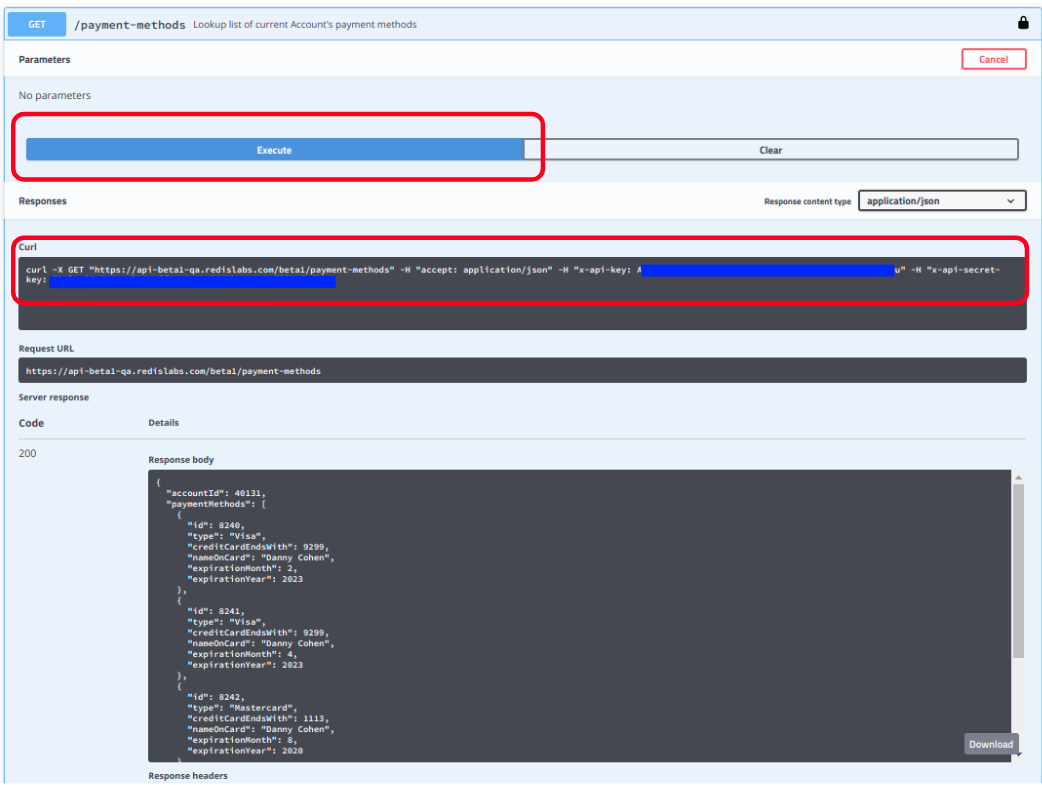 GET /payment-methods Lookup list of current Account's payment methods
Parameters Cancel
No parameters
Execute Clear
Responses Response content type application/json
Curl
curl -X GET "https://api-beta1-qa.redislabs.com/beta1/payment-methods" -H "accept: application/json" -H "x-api-key: A u" -H "x-api-secret-
key:
Request URL
https://api-beta1-qa.redislabs.com/beta1/payment-methods
Server response
Code Details
200
Response body
{
"accountId": 40131,
"paymentMethods": [
{
"id": 8240,
"type": "Visa",
"creditCardEndsWith": 9299,
"nameOnCard": "Danny Cohen",
"expirationMonth": 2,
"expirationYear": 2023
},
{
"id": 8241,
"type": "Visa",
"creditCardEndsWith": 9299,
"nameOnCard": "Danny Cohen",
"expirationMonth": 4,
"expirationYear": 2023
},
{
"id": 8242,
"type": "Mastercard",
"creditCardEndsWith": 1113,
"nameOnCard": "Danny Cohen",
"expirationMonth": 8,
"expirationYear": 2020
}
Download
Response headers